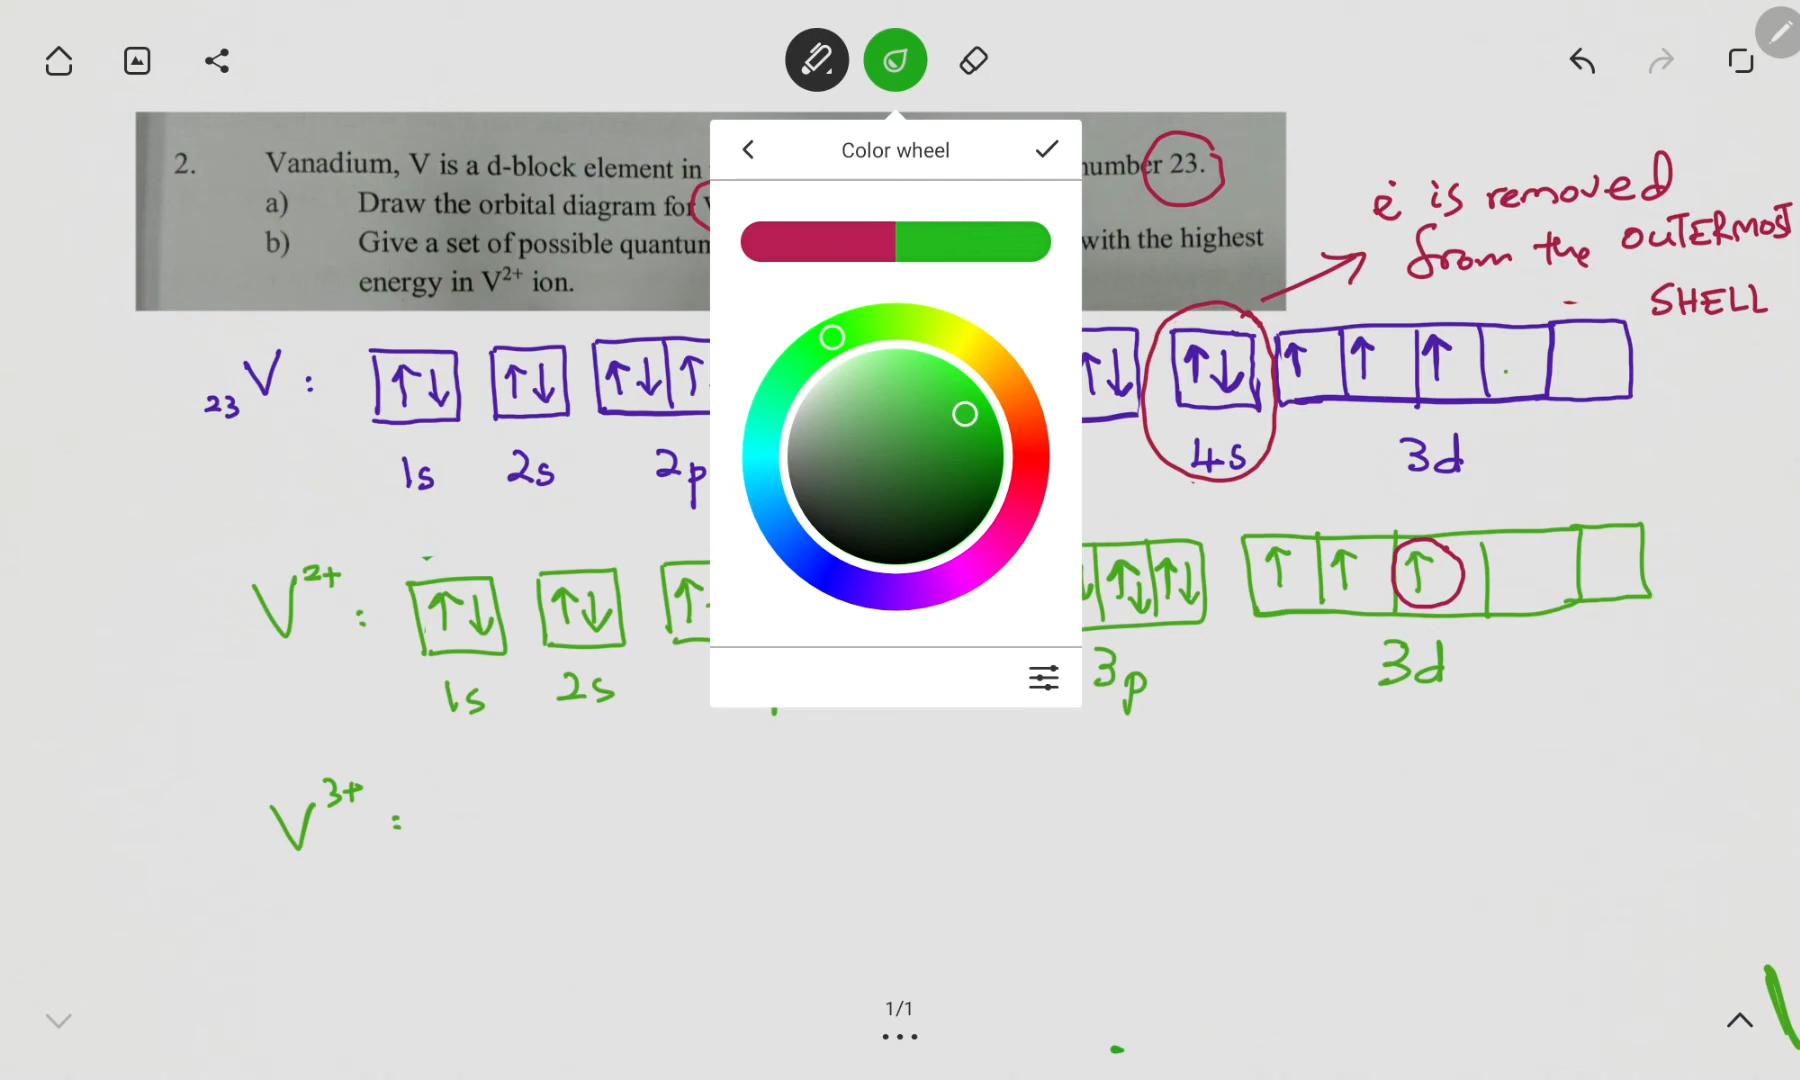 Color wheel
2. Vanadium, V is a d-block element in number 23.
a) Draw the orbital diagram for
b) Give a set of possible quantum with the highest
energy in V²⁺ ion.
ė is removed
from the OUTERMOST
SHELL
₂₃V : ↑↓ ↑↓ ↑↓ ↑ ↑↓ ↑↓ ↑ ↑ ↑
1s 2s 2p 4s 3d
V²⁺ : ↑↓ ↑↓ ↑ ↑↓ ↑↓ ↑ ↑ ↑
1s 2s 3p 3d
V³⁺ :
1/1